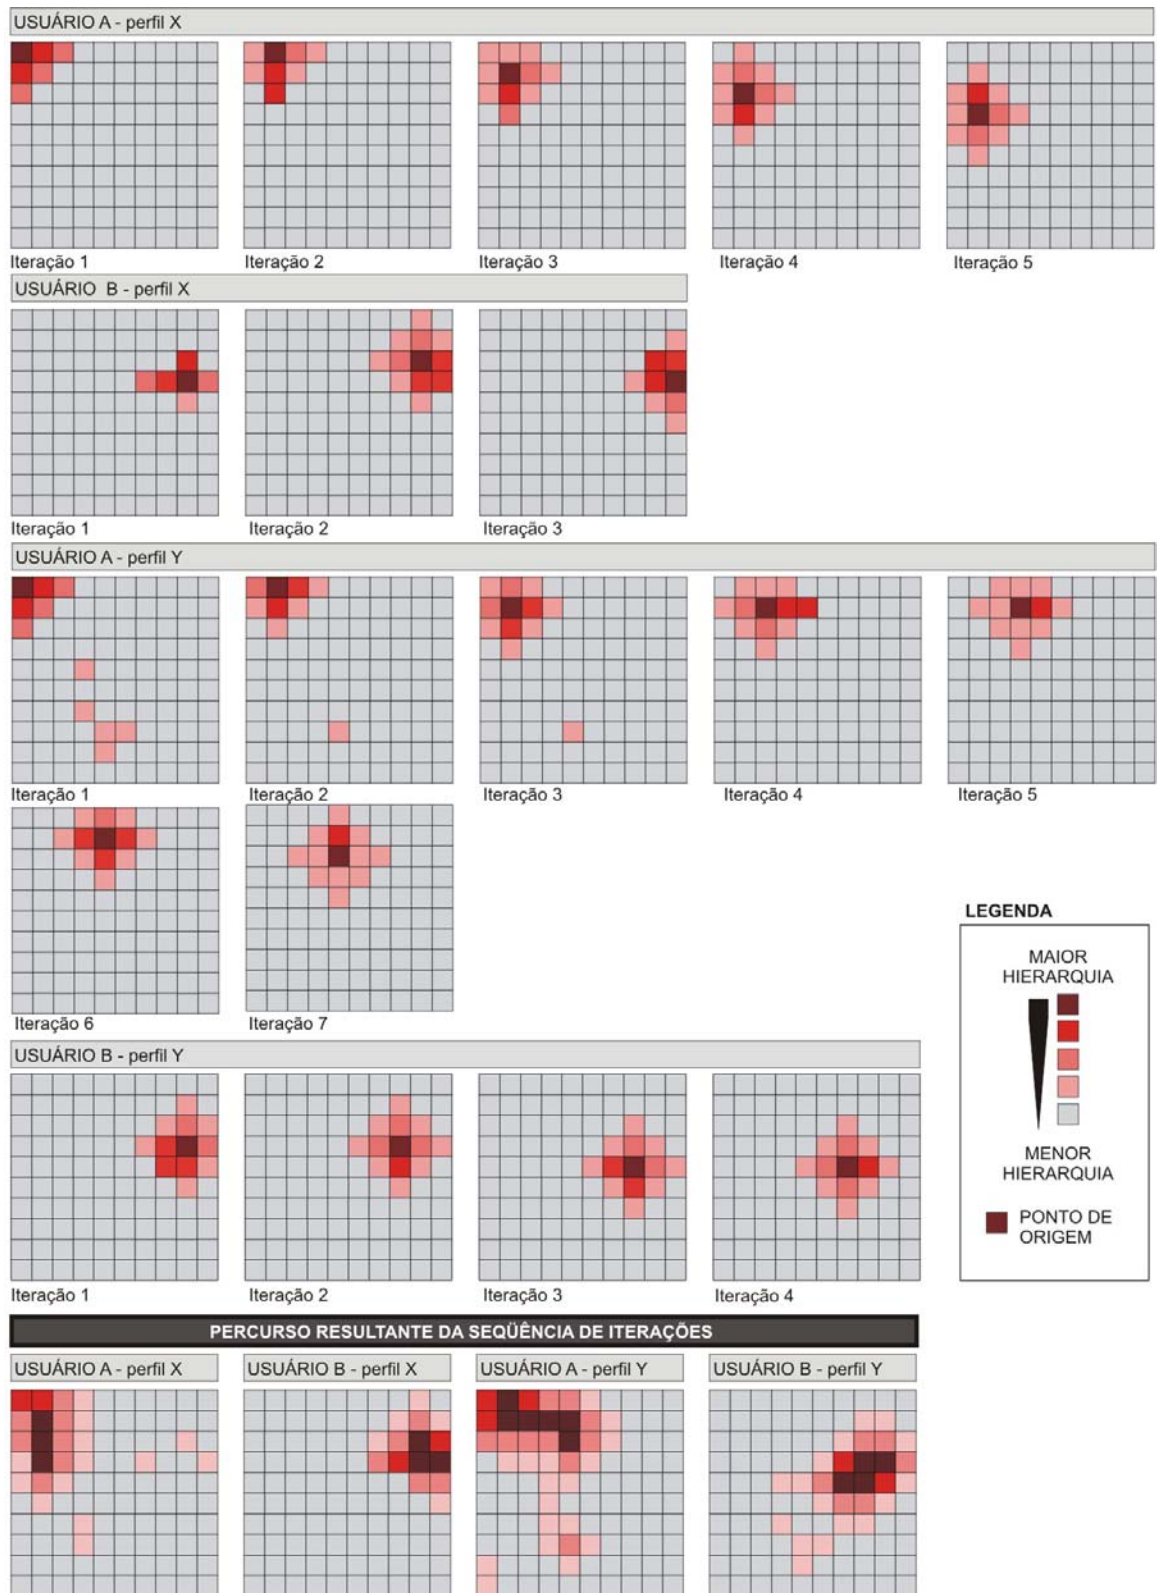 USUÁRIO A - perfil X
Iteração 1
Iteração 2
Iteração 3
Iteração 4
Iteração 5
USUÁRIO B - perfil X
Iteração 1
Iteração 2
Iteração 3
USUÁRIO A - perfil Y
Iteração 1
Iteração 2
Iteração 3
Iteração 4
Iteração 5
Iteração 6
Iteração 7
LEGENDA
MAIOR
HIERARQUIA
MENOR
HIERARQUIA
PONTO DE
ORIGEM
USUÁRIO B - perfil Y
Iteração 1
Iteração 2
Iteração 3
Iteração 4
PERCURSO RESULTANTE DA SEQÜÊNCIA DE ITERAÇÕES
USUÁRIO A - perfil X
USUÁRIO B - perfil X
USUÁRIO A - perfil Y
USUÁRIO B - perfil Y